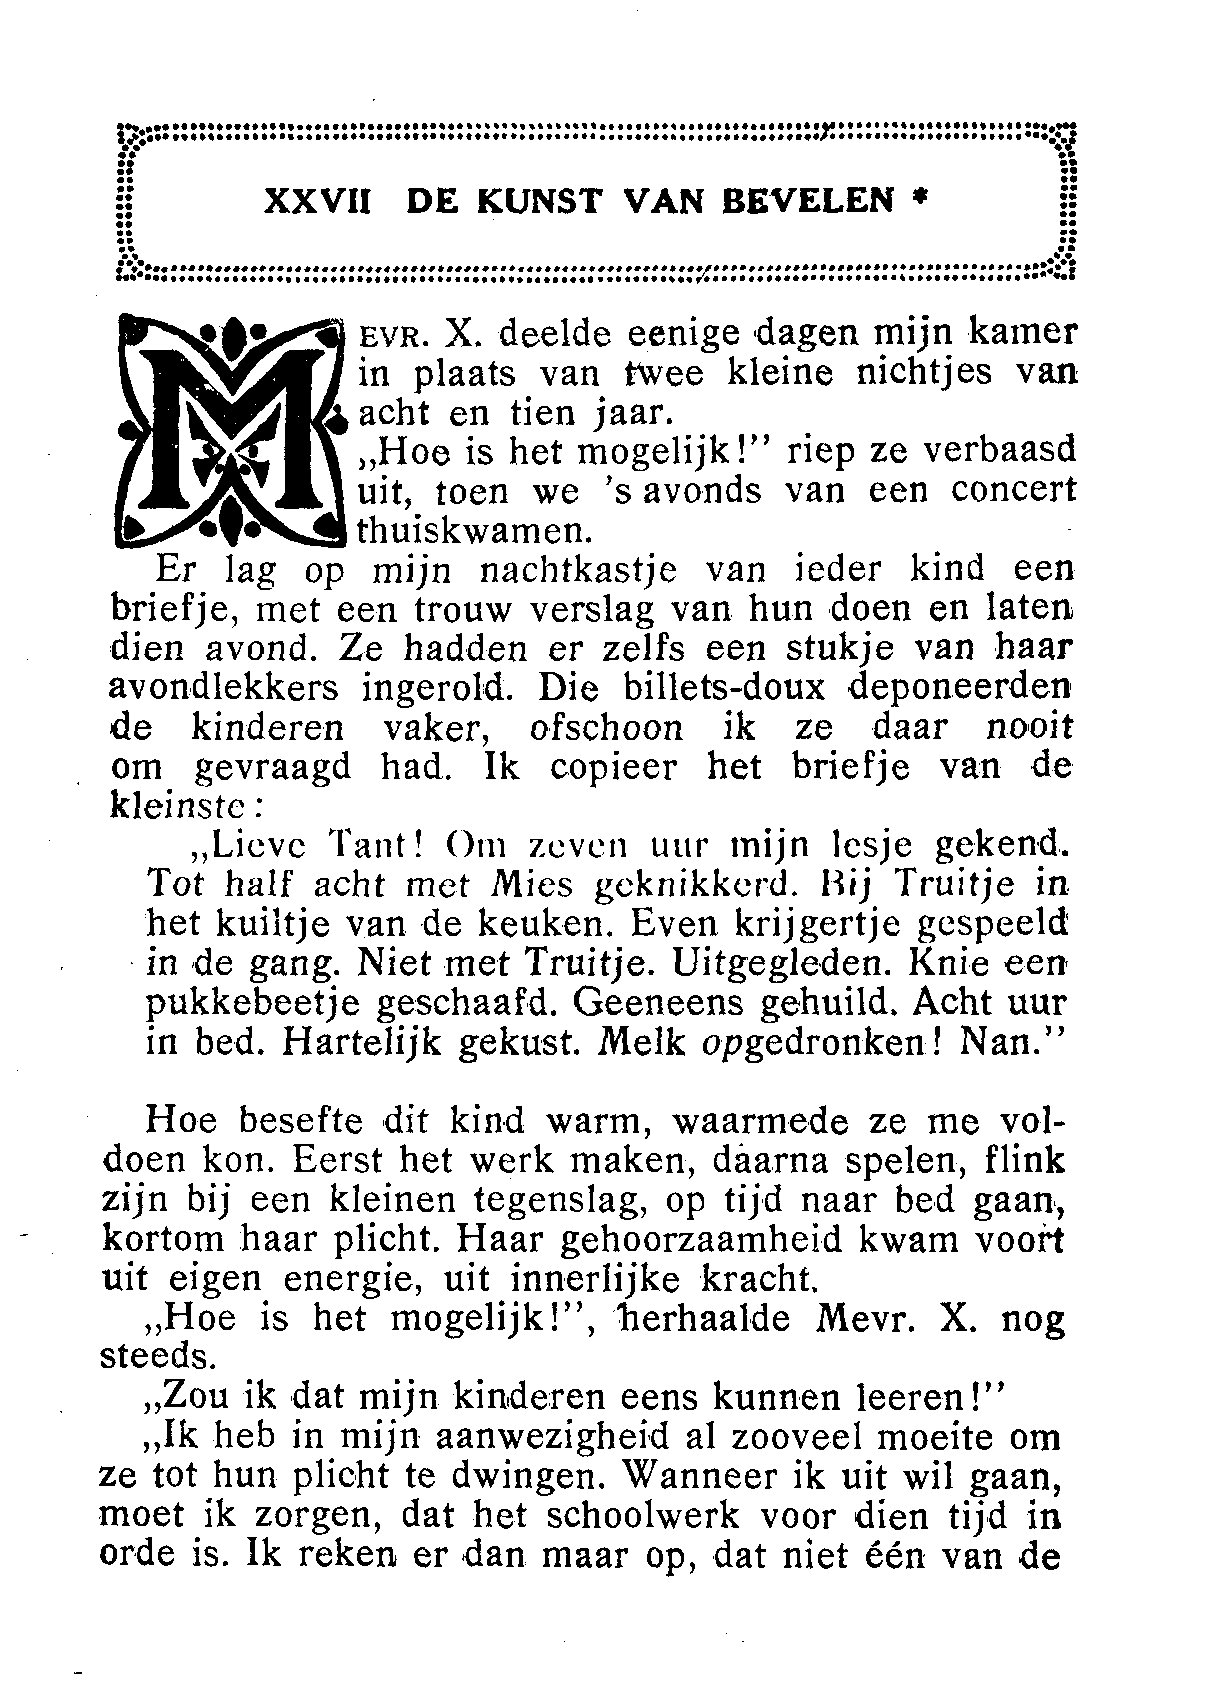 XXVII DE KUNST VAN BEVELEN *
MEVR. X. deelde eenige dagen mijn kamer
in plaats van twee kleine nichtjes van
acht en tien jaar.
„Hoe is het mogelijk!” riep ze verbaasd
uit, toen we 's avonds van een concert
thuiskwamen.
Er lag op mijn nachtkastje van ieder kind een
briefje, met een trouw verslag van hun doen en laten
dien avond. Ze hadden er zelfs een stukje van haar
avondlekkers ingerold. Die billets-doux deponeerden
de kinderen vaker, ofschoon ik ze daar nooit
om gevraagd had. Ik copieer het briefje van de
kleinste:
„Lieve Tant! Om zeven uur mijn lesje gekend.
Tot half acht met Mies geknikkerd. Bij Truitje in
het kuiltje van de keuken. Even krijgertje gespeeld
in de gang. Niet met Truitje. Uitgegleden. Knie een
pukkebeetje geschaafd. Geeneens gehuild. Acht uur
in bed. Hartelijk gekust. Melk opgedronken! Nan.”
Hoe besefte dit kind warm, waarmede ze me vol-
doen kon. Eerst het werk maken, dàarna spelen, flink
zijn bij een kleinen tegenslag, op tijd naar bed gaan,
kortom haar plicht. Haar gehoorzaamheid kwam voort
uit eigen energie, uit innerlijke kracht.
„Hoe is het mogelijk!”, herhaalde Mevr. X. nog
steeds.
„Zou ik dat mijn kinderen eens kunnen leeren!”
„Ik heb in mijn aanwezigheid al zooveel moeite om
ze tot hun plicht te dwingen. Wanneer ik uit wil gaan,
moet ik zorgen, dat het schoolwerk voor dien tijd in
orde is. Ik reken er dan maar op, dat niet één van de